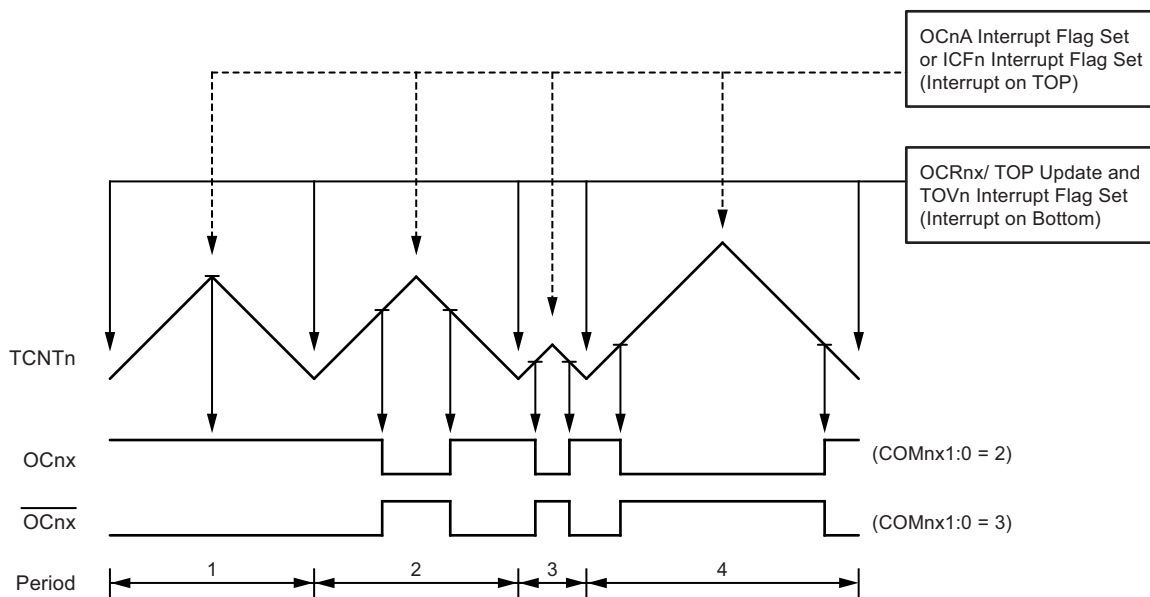 OCnA Interrupt Flag Set
or ICFn Interrupt Flag Set
(Interrupt on TOP)
OCRnx/ TOP Update and
TOVn Interrupt Flag Set
(Interrupt on Bottom)
TCNTn
OCnx
(COMnx1:0 = 2)
OCnx
(COMnx1:0 = 3)
Period
1
2
3
4